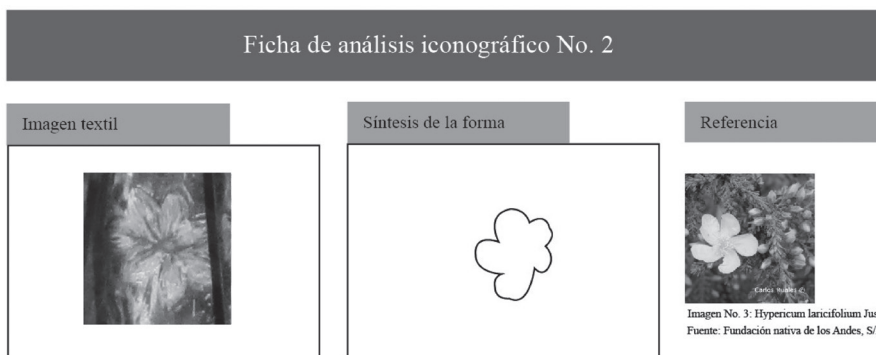 Ficha de análisis iconográfico No. 2
Imagen textil
Síntesis de la forma
Referencia
Imagen No. 3: Hypericum laricifolium Jus
Fuente: Fundación nativa de los Andes, S/